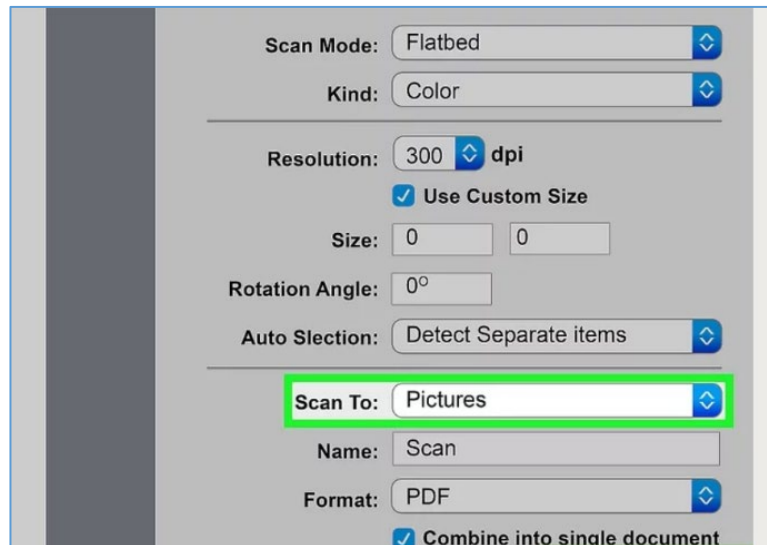 Scan Mode: Flatbed
Kind: Color
Resolution: 300 dpi
Use Custom Size
Size: 0 0
Rotation Angle: 0°
Auto Slection: Detect Separate items
Scan To: Pictures
Name: Scan
Format: PDF
Combine into single document